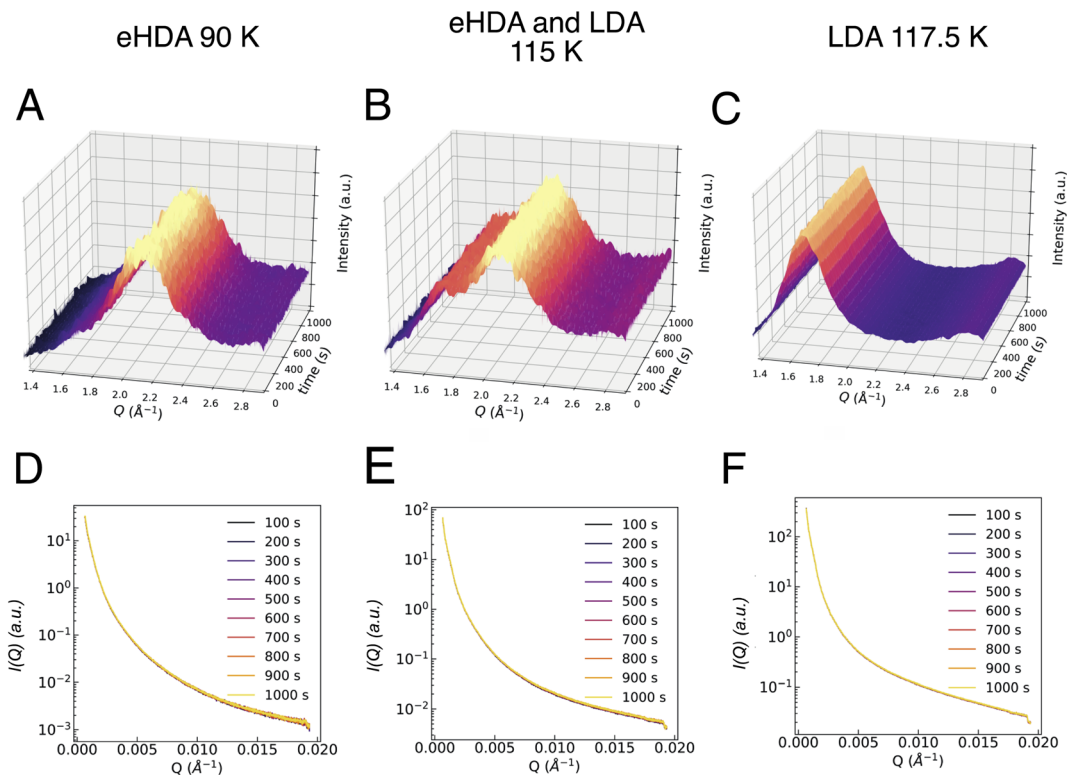 eHDA 90 K
eHDA and LDA
115 K
LDA 117.5 K
A
B
C
Intensity (a.u.)
Intensity (a.u.)
Intensity (a.u.)
1.4 1.6 1.8 2.0 2.2 2.4 2.6 2.8
Q (Å⁻¹)
0 200 400 600 800 1000
time (s)
1.4 1.6 1.8 2.0 2.2 2.4 2.6 2.8
Q (Å⁻¹)
0 200 400 600 800 1000
time (s)
1.4 1.6 1.8 2.0 2.2 2.4 2.6 2.8
Q (Å⁻¹)
0 200 400 600 800 1000
time (s)
D
E
F
I(Q) (a.u.)
10¹
10⁰
10⁻¹
10⁻²
10⁻³
100 s
200 s
300 s
400 s
500 s
600 s
700 s
800 s
900 s
1000 s
0.000 0.005 0.010 0.015 0.020
Q (Å⁻¹)
I(Q) (a.u.)
10²
10¹
10⁰
10⁻¹
10⁻²
100 s
200 s
300 s
400 s
500 s
600 s
700 s
800 s
900 s
1000 s
0.000 0.005 0.010 0.015 0.020
Q (Å⁻¹)
I(Q) (a.u.)
10²
10¹
10⁰
10⁻¹
100 s
200 s
300 s
400 s
500 s
600 s
700 s
800 s
900 s
1000 s
0.000 0.005 0.010 0.015 0.020
Q (Å⁻¹)